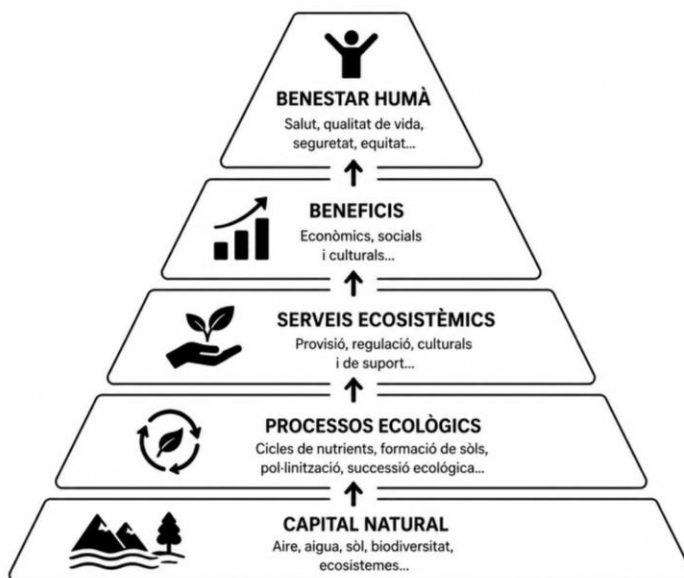 BENESTAR HUMÀ
Salut, qualitat de vida,
seguretat, equitat...
BENEFICIS
Econòmics, socials
i culturals...
SERVEIS ECOSISTÈMICS
Provisió, regulació, culturals
i de suport...
PROCESSOS ECOLÒGICS
Cicles de nutrients, formació de sòls,
pol·linització, successió ecológica...
CAPITAL NATURAL
Aire, aigua, sòl, biodiversitat,
ecosistemes...